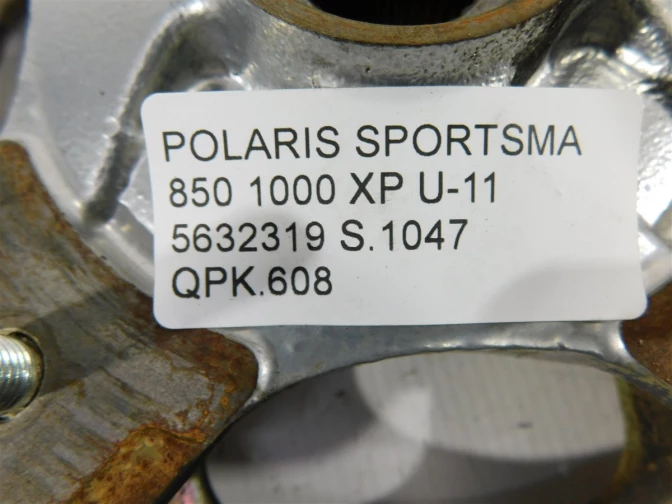 POLARIS SPORTSMA
850 1000 XP U-11
5632319 S.1047
QPK.608